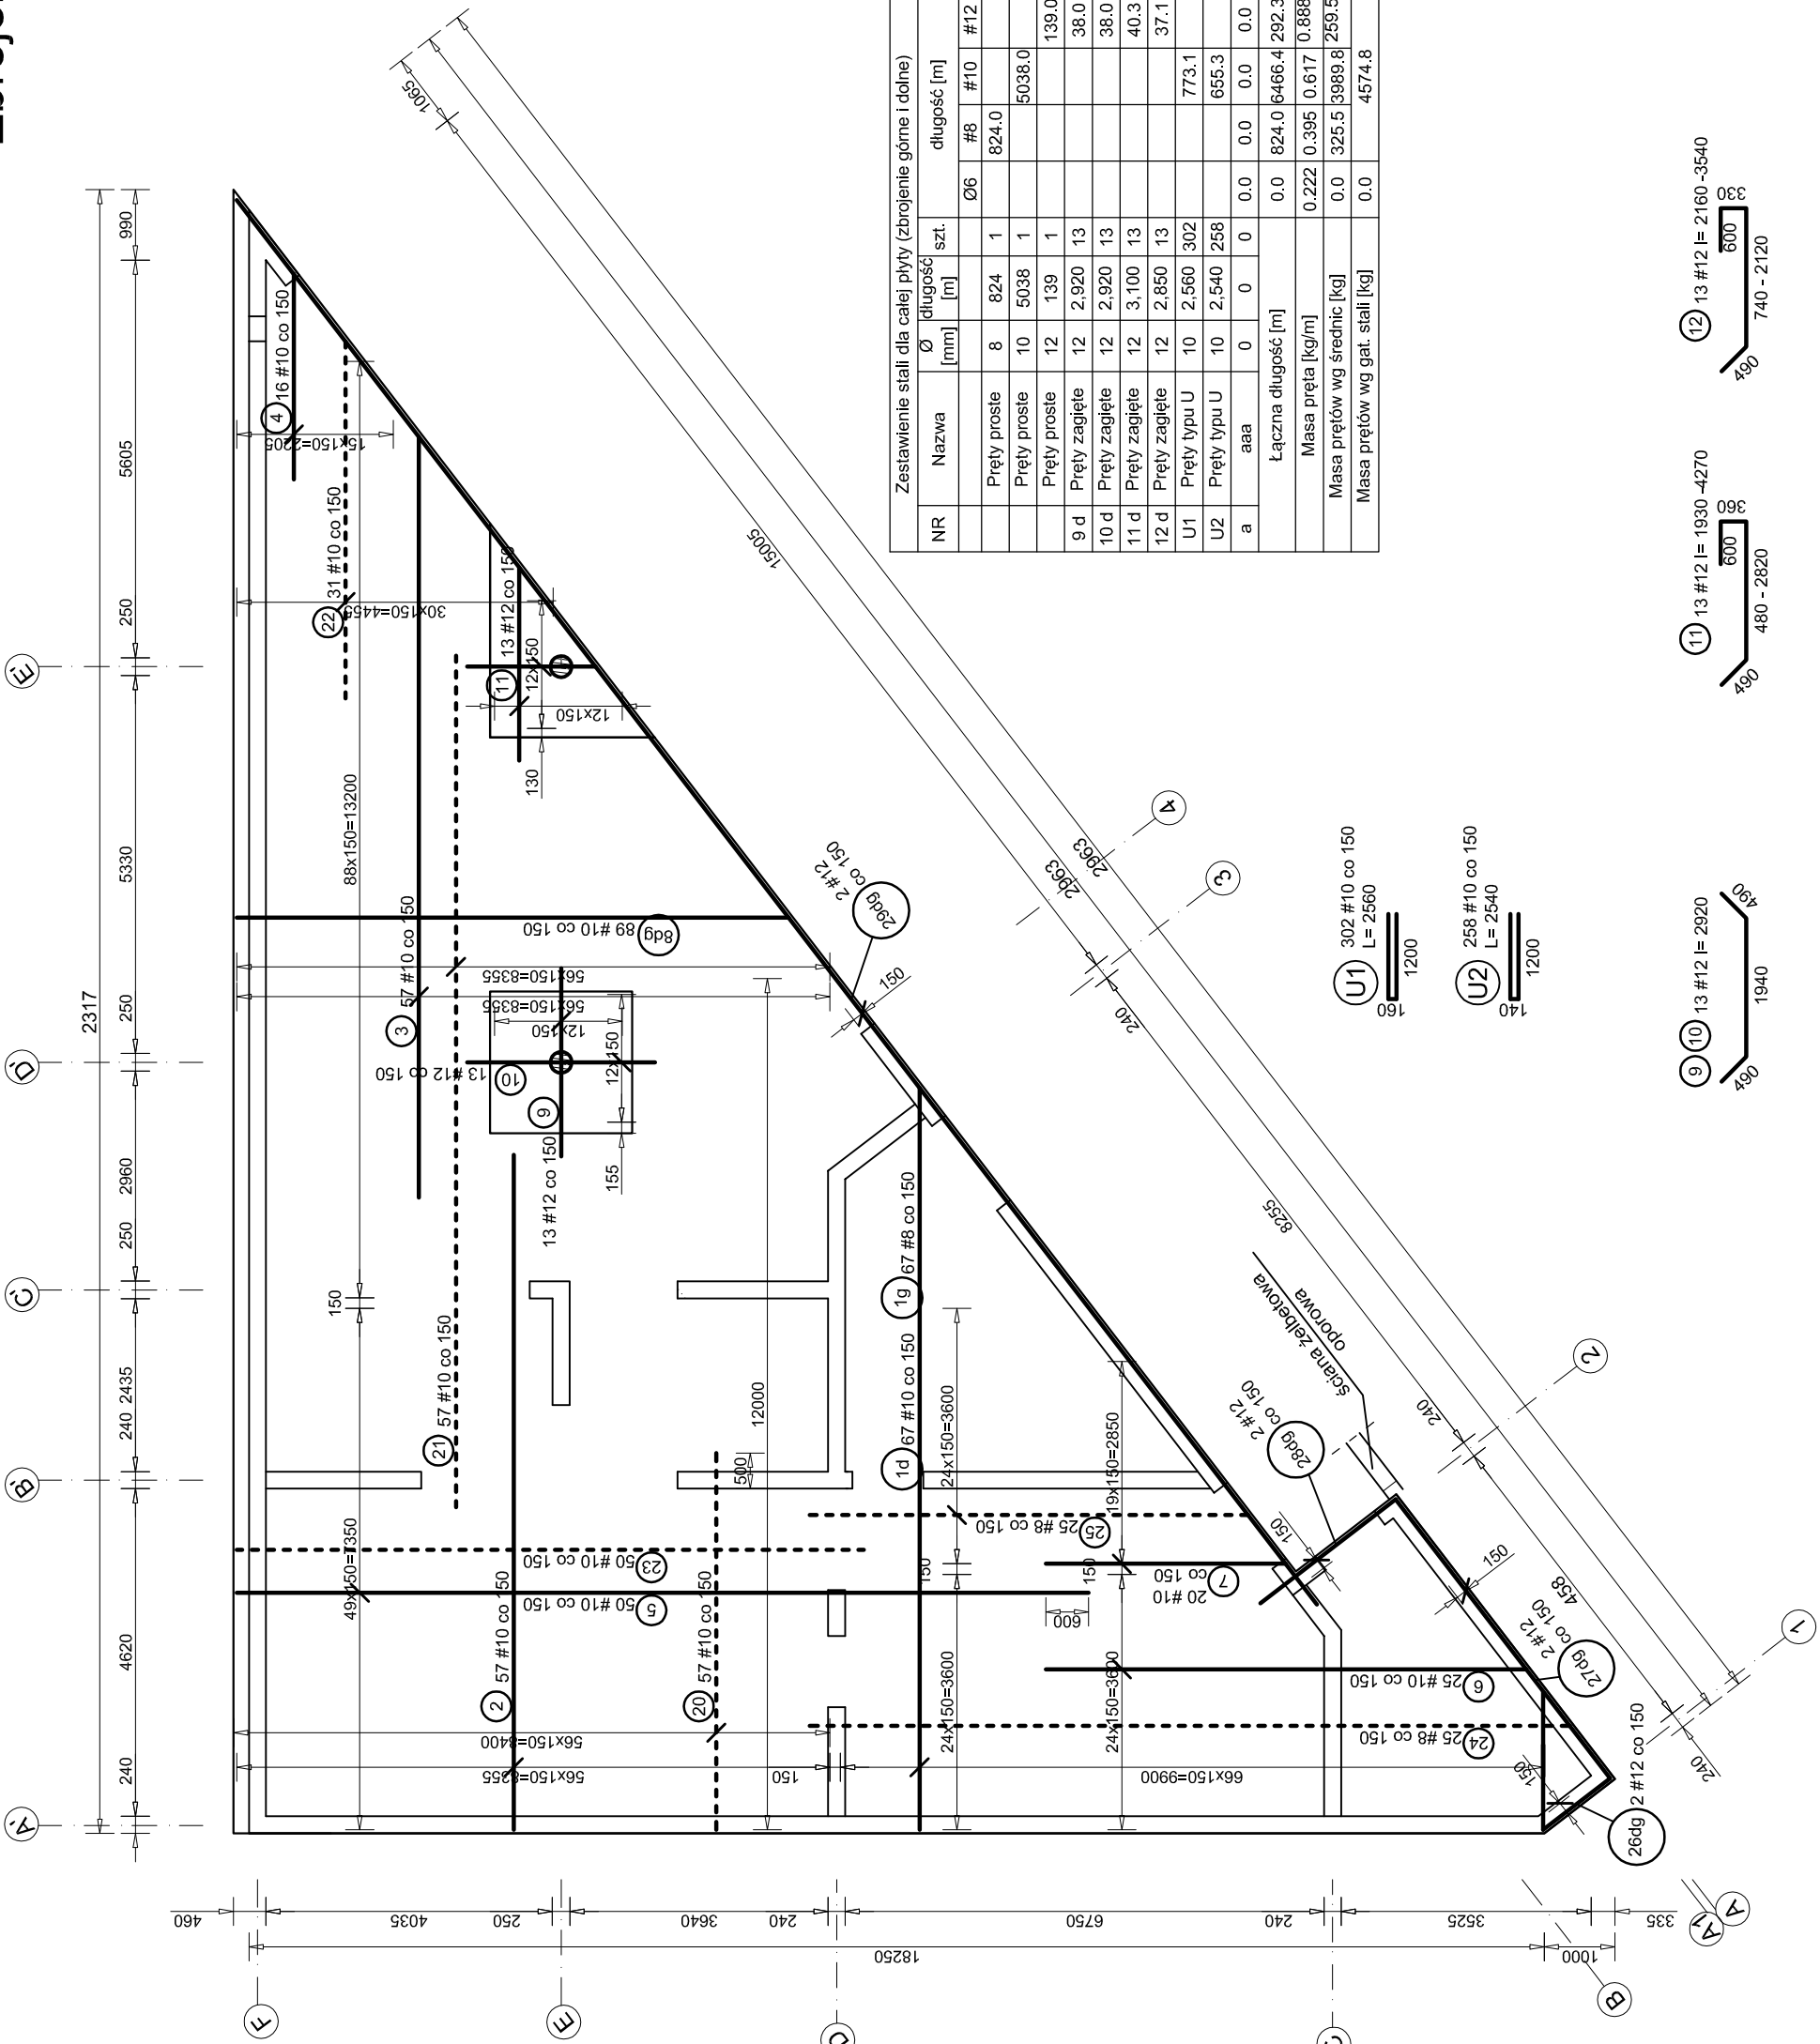 2317
240
4620
240
2435
250
2960
250
5330
250
5605
990
A'
B'
C'
D'
E'
F
E
D
B
A1
A
1
2
3
4
460
4035
250
3640
240
6750
240
3525
335
18250
1000
1065
15005
2963
2963
240
8255
240
458
240
4 16 #10 co 150
15x150=2205
22 31 #10 co 150
30x150=4455
11 13 #12 co 150
12x150
12x150
130
88x150=13200
3 57 #10 co 150
89 #10 co 150 8dg
56x150=8355
56x150=8355
12x150
12x150
13 #12 co 150 10
9 13 #12 co 150
155
2 #12
co 150
29dg
150
150
21 57 #10 co 150
12000
500
49x150=7350
50 #10 co 150 23
50 #10 co 150 5
2 57 #10 co 150
20 57 #10 co 150
56x150=8400
56x150=8355
150
66x150=9900
1d 67 #10 co 150
1g 67 #8 co 150
24x150=3600
150
24x150=3600
19x150=2850
150
24x150=3600
600
25 #8 co 150 25
20 #10
co 150 7
25 #10 co 150 6
25 #8 co 150 24
2 #12
co 150
28dg
150
ściana żelbetowa
oporowa
150
2 #12
co 150
27dg
150
26dg 2 #12 co 150
Zestawienie stali dla całej płyty (zbrojenie górne i dolne)
NR Nazwa Ø [mm] długość [m] szt. długość [m]
Ø6 #8 #10 #12
Pręty proste 8 824 1 824.0
Pręty proste 10 5038 1 5038.0
Pręty proste 12 139 1 139.0
9 d Pręty zagięte 12 2,920 13 38.0
10 d Pręty zagięte 12 2,920 13 38.0
11 d Pręty zagięte 12 3,100 13 40.3
12 d Pręty zagięte 12 2,850 13 37.1
U1 Pręty typu U 10 2,560 302 773.1
U2 Pręty typu U 10 2,540 258 655.3
a aaa 0 0 0 0.0 0.0 0.0 0.0
Łączna długość [m] 0.0 824.0 6466.4 292.3
Masa pręta [kg/m] 0.222 0.395 0.617 0.888
Masa prętów wg średnic [kg] 0.0 325.5 3989.8 259.5
Masa prętów wg gat. stali [kg] 0.0 4574.8
U1 302 #10 co 150
L= 2560
160
1200
U2 258 #10 co 150
L= 2540
140
1200
9 10 13 #12 l= 2920
490
1940
490
11 13 #12 l= 1930 -4270
490
480 - 2820
600
360
12 13 #12 l= 2160 -3540
490
740 - 2120
600
330